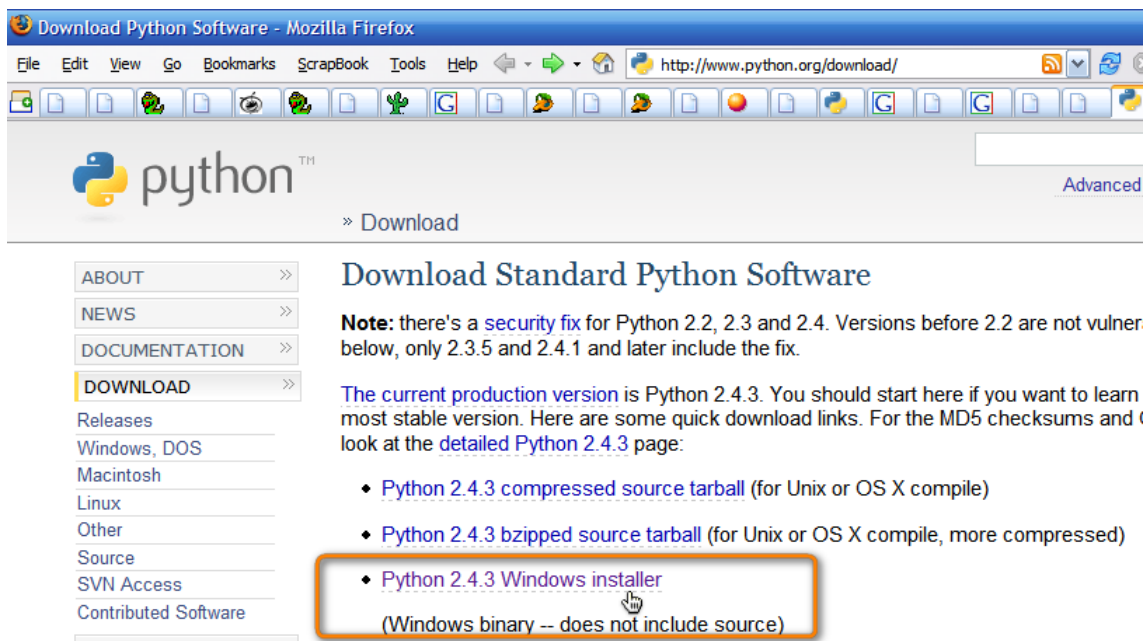 Download Python Software - Mozilla Firefox
File Edit View Go Bookmarks ScrapBook Tools Help
http://www.python.org/download/
G G G
python™
Advanced
» Download
ABOUT »
NEWS »
DOCUMENTATION »
DOWNLOAD »
Releases
Windows, DOS
Macintosh
Linux
Other
Source
SVN Access
Contributed Software
Download Standard Python Software
Note: there's a security fix for Python 2.2, 2.3 and 2.4. Versions before 2.2 are not vulner
below, only 2.3.5 and 2.4.1 and later include the fix.
The current production version is Python 2.4.3. You should start here if you want to learn
most stable version. Here are some quick download links. For the MD5 checksums and
look at the detailed Python 2.4.3 page:
• Python 2.4.3 compressed source tarball (for Unix or OS X compile)
• Python 2.4.3 bzipped source tarball (for Unix or OS X compile, more compressed)
• Python 2.4.3 Windows installer
(Windows binary -- does not include source)